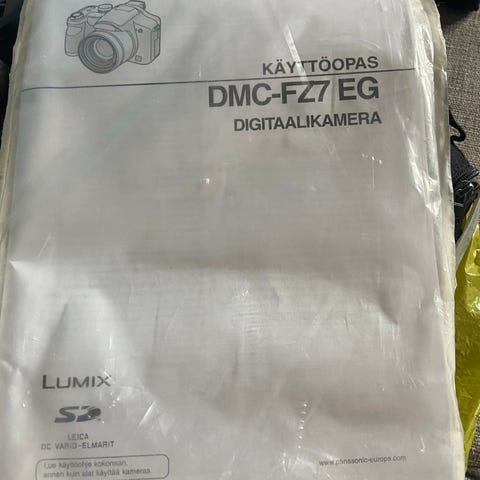 KÄYTTÖOPAS
DMC-FZ7 EG
DIGITAALIKAMERA
LUMIX
SD
LEICA
DC VARIO-ELMARIT
Lue käyttöohje kokonaan,
ennen kuin alat käyttää kameraa.
www.panasonic-europe.com